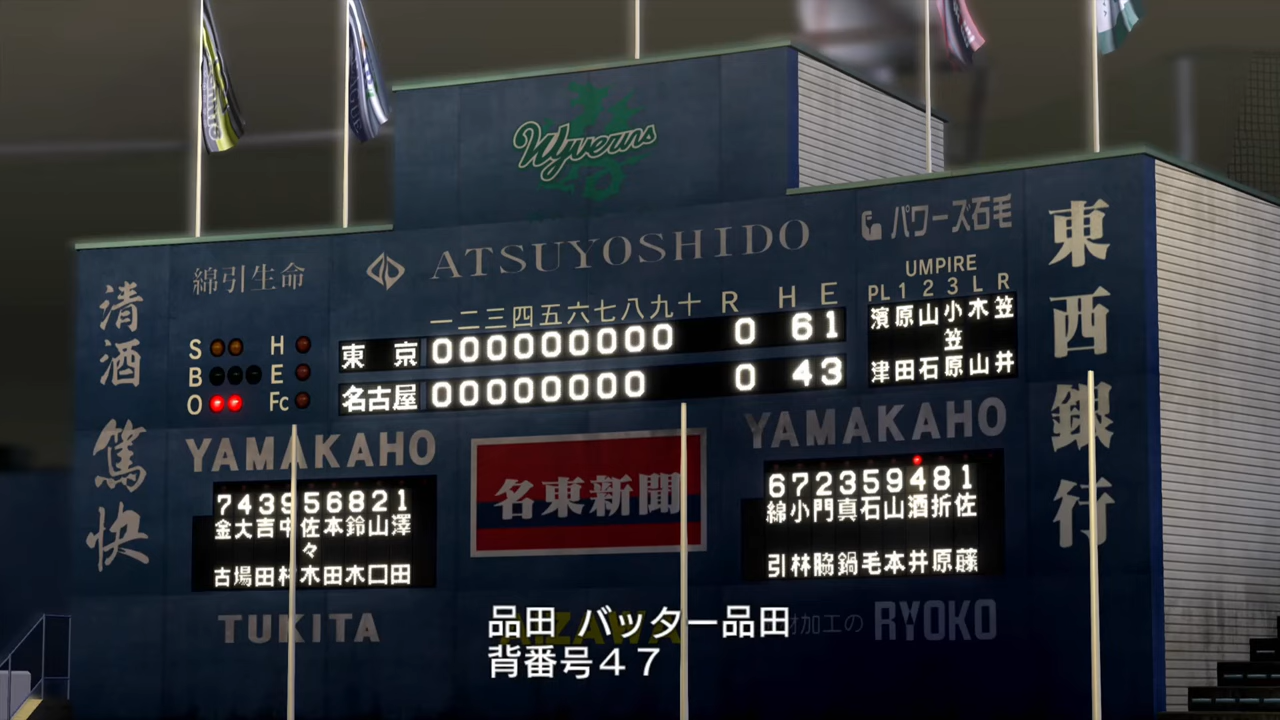 Wyverns
ATSUYOSHIDO
パワーズ石毛
東西銀行
清酒 篤快
綿引生命
UMPIRE
PL 1 2 3 L R
濱原山小木笠
笠
津田石原山井
一二三四五六七八九十 R H E
東京 000000000 0 6 1
名古屋 00000000 0 4 3
S H
B E
O Fc
YAMAKAHO
743956821
金大吉中佐本鈴山澤
々
古場田村木田木口田
YAMAKAHO
672359481
綿小門真石山酒折佐
引林脇鍋毛本井原藤
名東新聞
TUKITA
加工の RYOKO
品田 バッター品田
背番号47